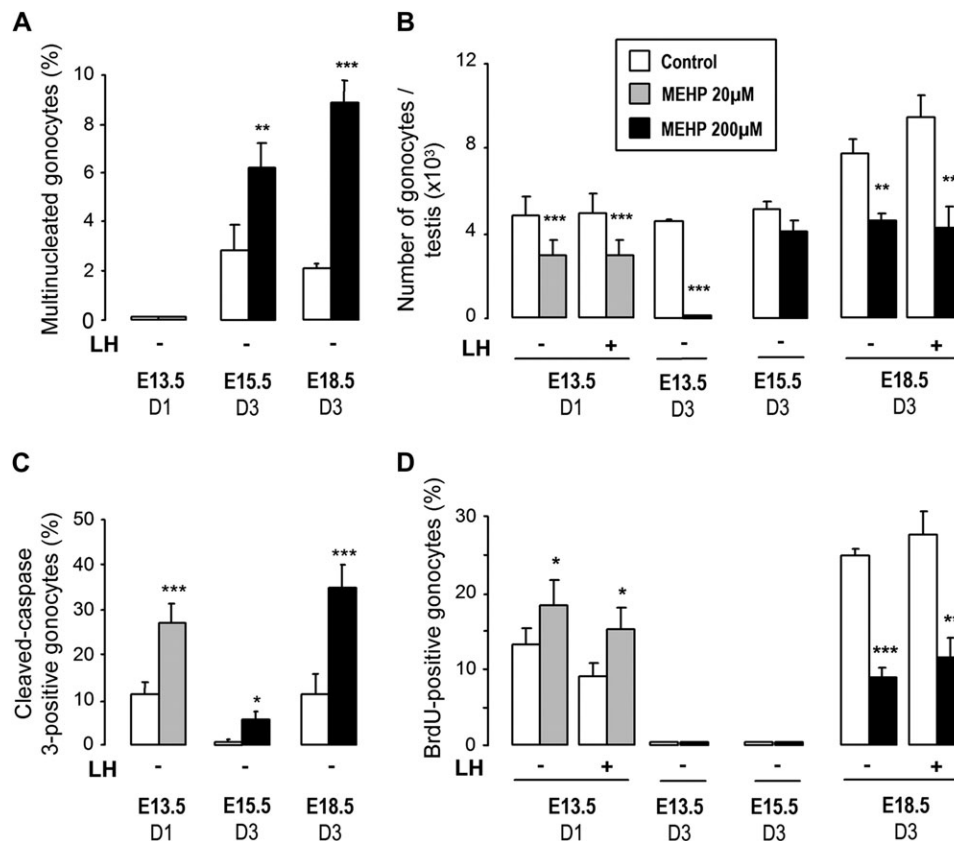 A
Multinucleated gonocytes (%)
10
8
6
4
2
0
**
***
LH
- - -
E13.5 E15.5 E18.5
D1 D3 D3
B
Number of gonocytes /
testis (x10³)
12
8
4
0
Control
MEHP 20µM
MEHP 200µM
*** *** *** ** **
LH
- + - - - +
E13.5 E13.5 E15.5 E18.5
D1 D3 D3 D3
C
Cleaved-caspase
3-positive gonocytes (%)
50
40
30
20
10
0
*** * ***
LH
- - -
E13.5 E15.5 E18.5
D1 D3 D3
D
BrdU-positive gonocytes (%)
30
20
10
0
* * *** **
LH
- + - - - +
E13.5 E13.5 E15.5 E18.5
D1 D3 D3 D3